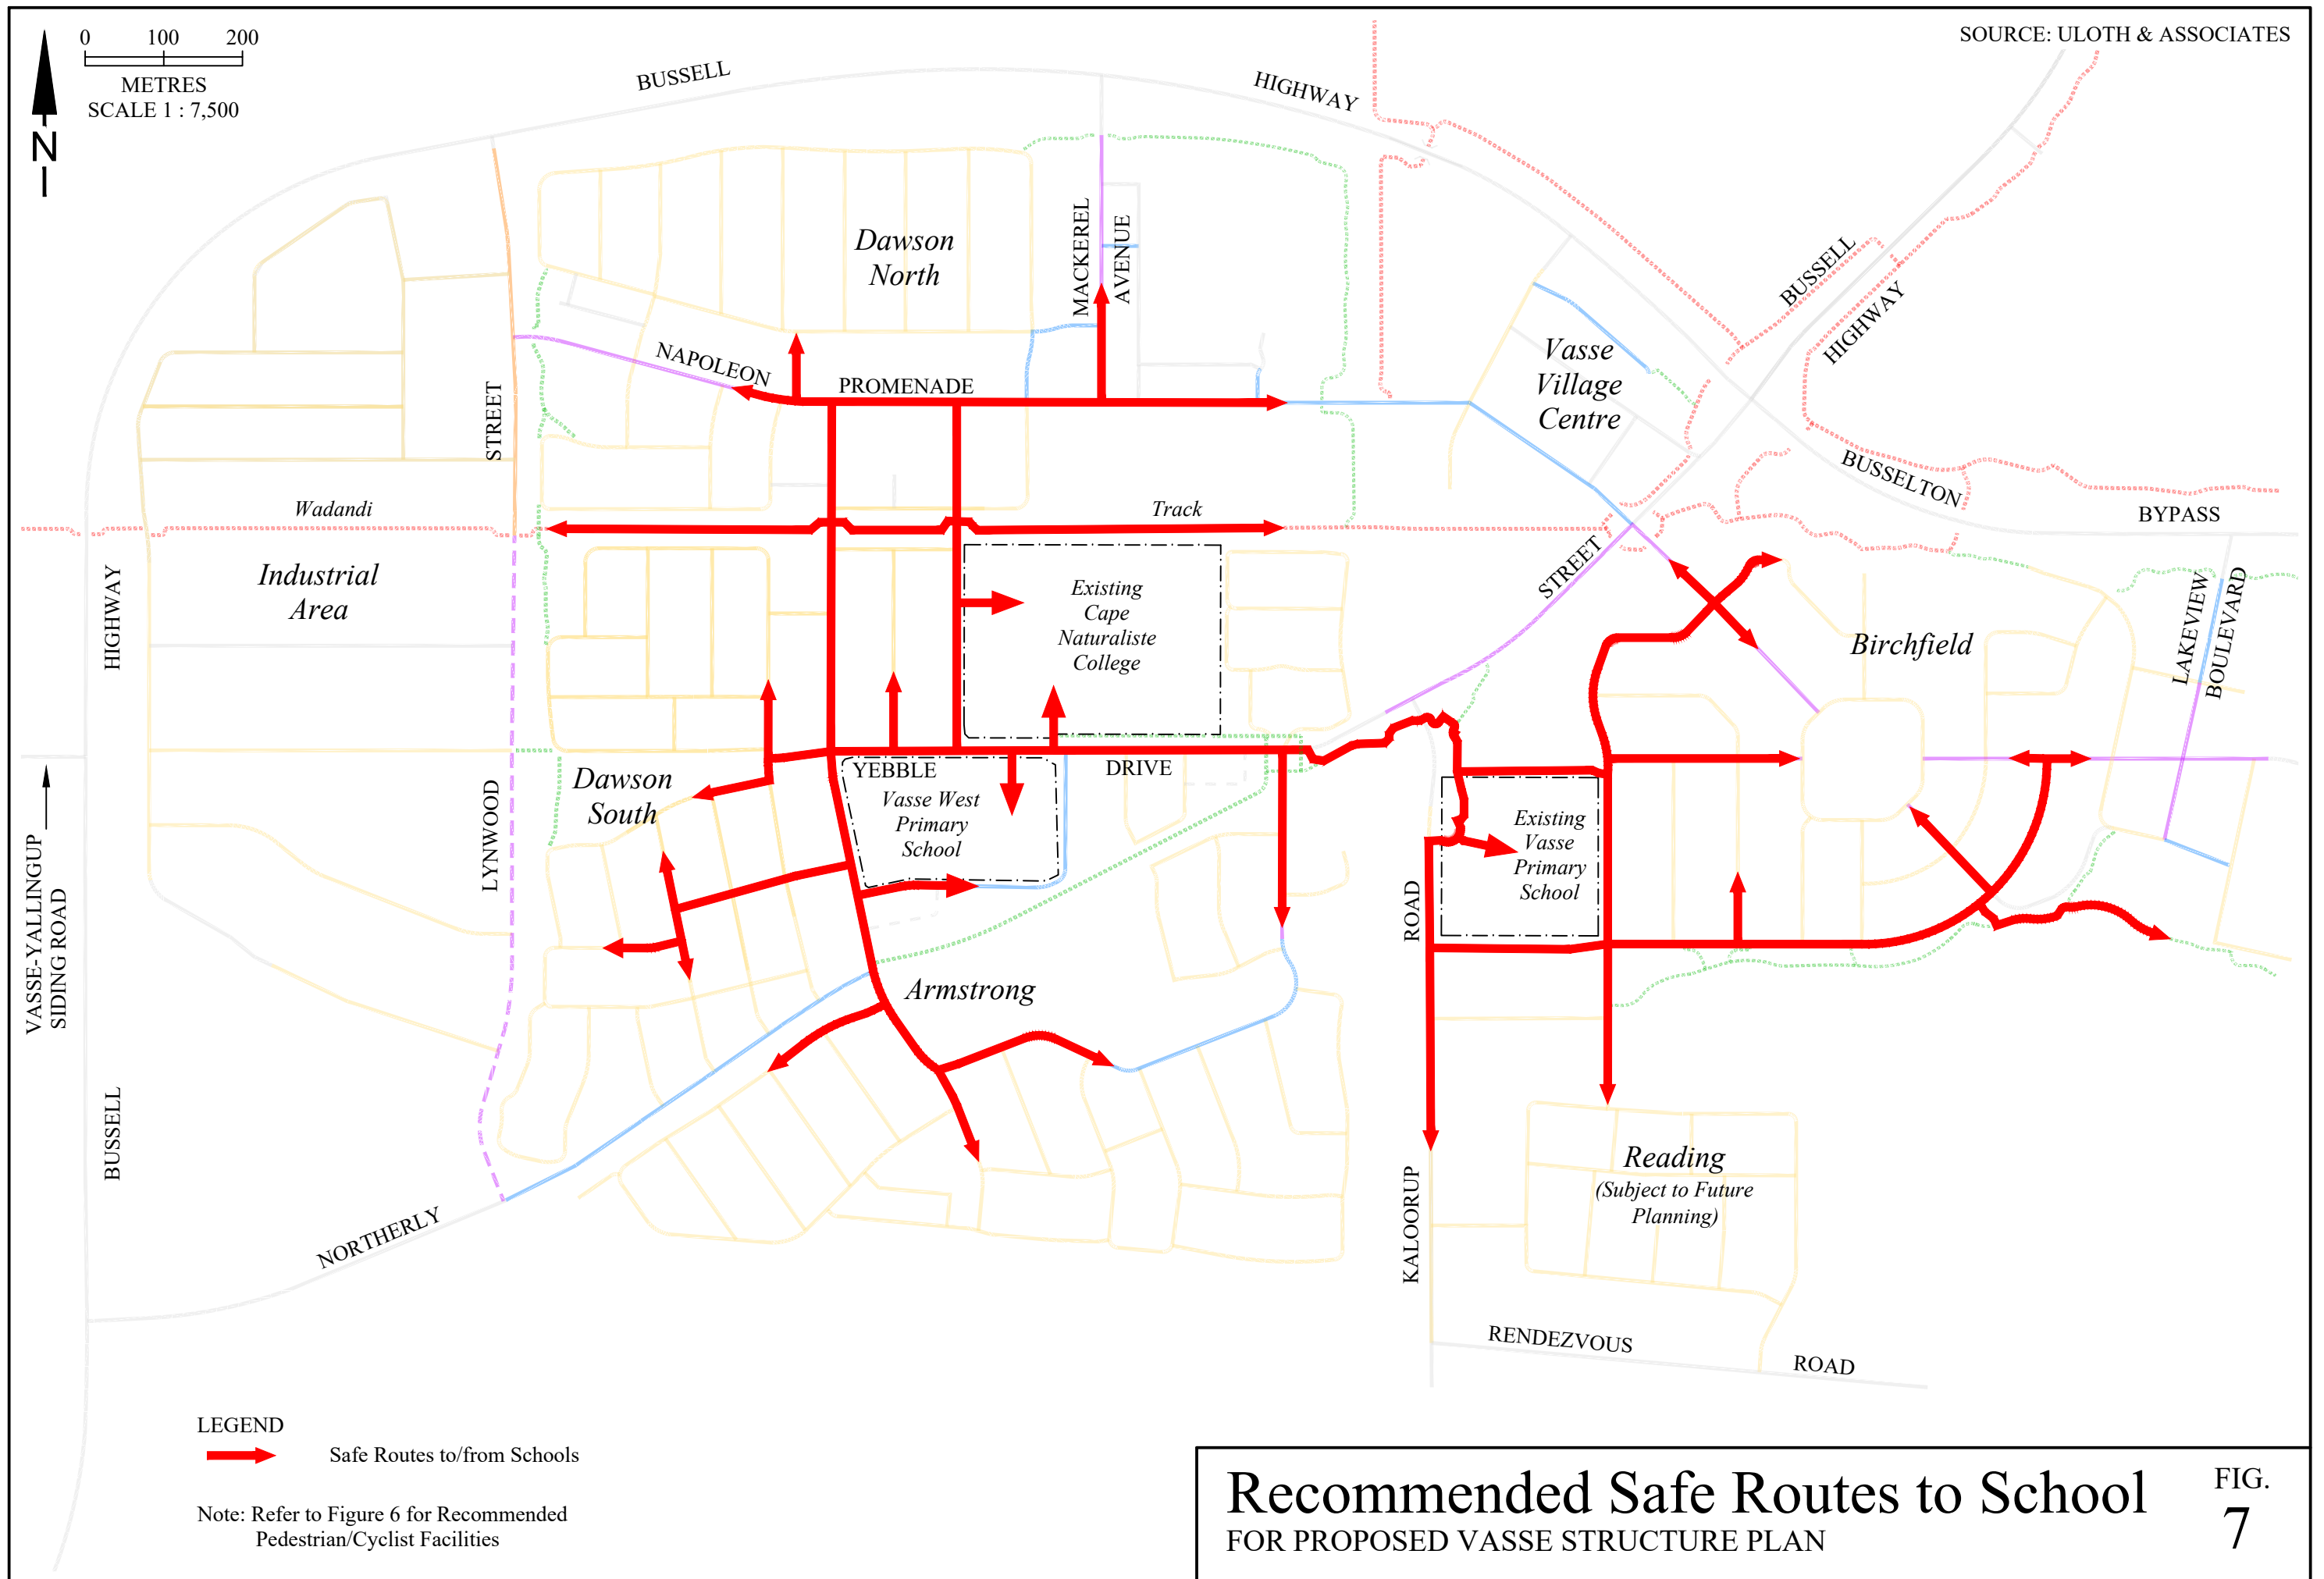 SOURCE: ULOTH & ASSOCIATES
0 100 200
METRES
SCALE 1 : 7,500
N
BUSSELL
HIGHWAY
Dawson
North
MACKEREL
AVENUE
BUSSELL
HIGHWAY
Vasse
Village
Centre
NAPOLEON
PROMENADE
STREET
BUSSELTON
BYPASS
Wadandi
Track
Industrial
Area
HIGHWAY
STREET
Existing
Cape
Naturaliste
College
Birchfield
LAKEVIEW
BOULEVARD
Dawson
South
YEBBLE
DRIVE
Vasse West
Primary
School
Existing
Vasse
Primary
School
LYNWOOD
VASSE-YALLINGUP
SIDING ROAD
ROAD
Armstrong
BUSSELL
Reading
(Subject to Future
Planning)
KALOORUP
NORTHERLY
RENDEZVOUS
ROAD
LEGEND
Safe Routes to/from Schools
Note: Refer to Figure 6 for Recommended
Pedestrian/Cyclist Facilities
Recommended Safe Routes to School
FOR PROPOSED VASSE STRUCTURE PLAN
FIG.
7